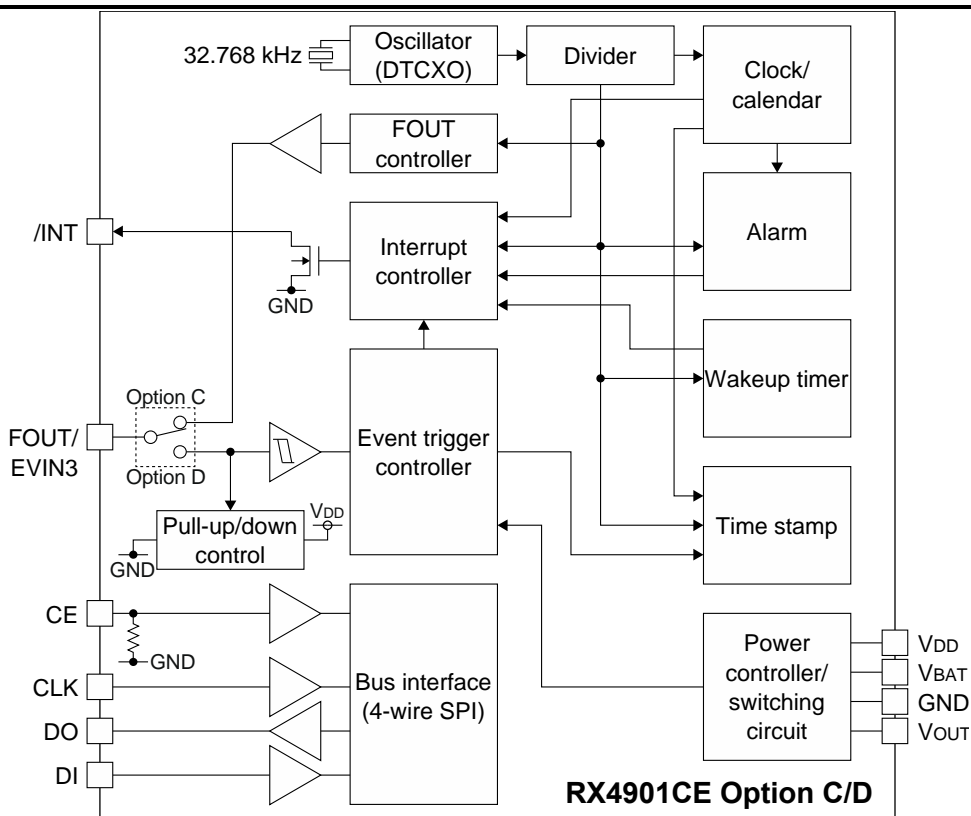 32.768 kHz
Oscillator
(DTCXO)
Divider
Clock/
calendar
FOUT
controller
/INT
GND
Interrupt
controller
Alarm
Wakeup timer
Option C
FOUT/
EVIN3
Option D
Event trigger
controller
Time stamp
Pull-up/down
control
VDD
GND
CE
GND
CLK
DO
DI
Bus interface
(4-wire SPI)
Power
controller/
switching
circuit
VDD
VBAT
GND
VOUT
RX4901CE Option C/D